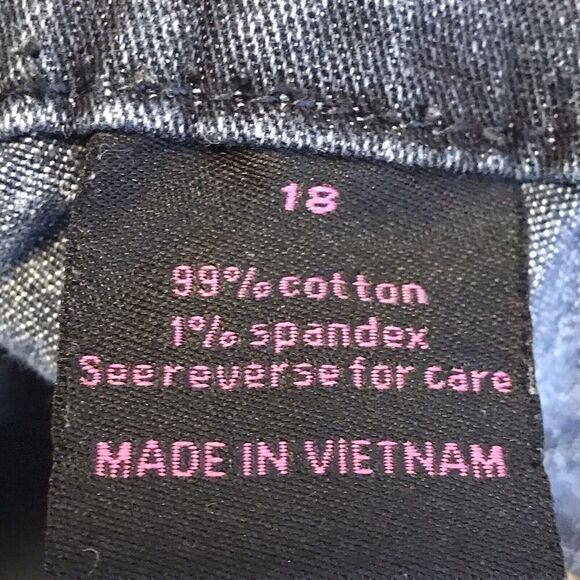 18
99% cotton
1% spandex
See reverse for care
MADE IN VIETNAM